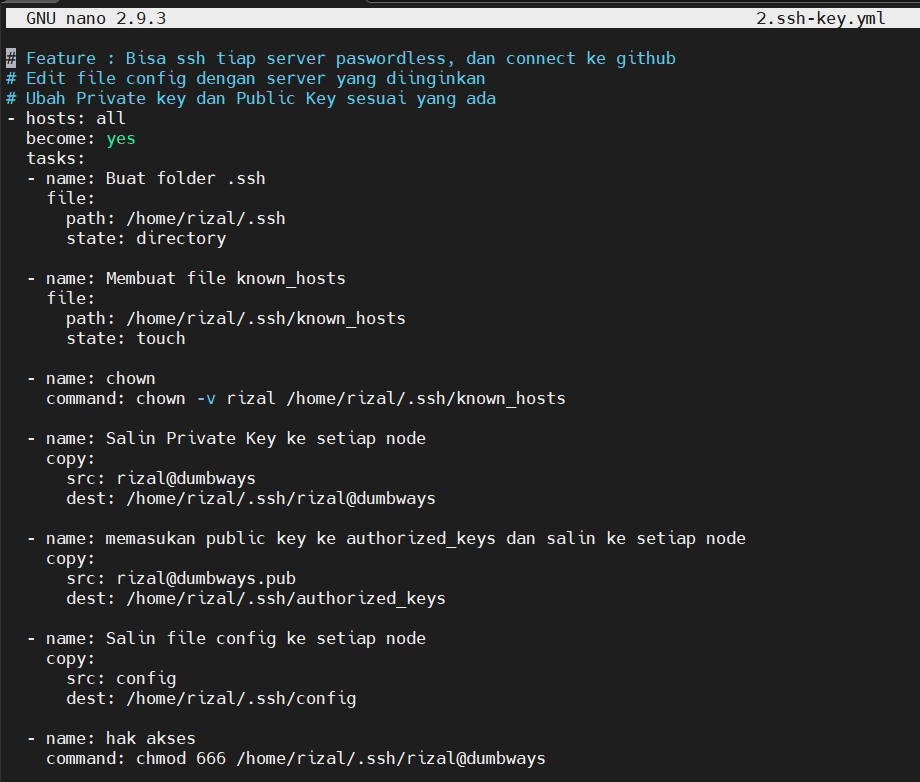 GNU nano 2.9.3 2.ssh-key.yml
# Feature : Bisa ssh tiap server paswordless, dan connect ke github
# Edit file config dengan server yang diinginkan
# Ubah Private key dan Public Key sesuai yang ada
- hosts: all
  become: yes
  tasks:
  - name: Buat folder .ssh
    file:
      path: /home/rizal/.ssh
      state: directory

  - name: Membuat file known_hosts
    file:
      path: /home/rizal/.ssh/known_hosts
      state: touch

  - name: chown
    command: chown -v rizal /home/rizal/.ssh/known_hosts

  - name: Salin Private Key ke setiap node
    copy:
      src: rizal@dumbways
      dest: /home/rizal/.ssh/rizal@dumbways

  - name: memasukan public key ke authorized_keys dan salin ke setiap node
    copy:
      src: rizal@dumbways.pub
      dest: /home/rizal/.ssh/authorized_keys

  - name: Salin file config ke setiap node
    copy:
      src: config
      dest: /home/rizal/.ssh/config

  - name: hak akses
    command: chmod 666 /home/rizal/.ssh/rizal@dumbways